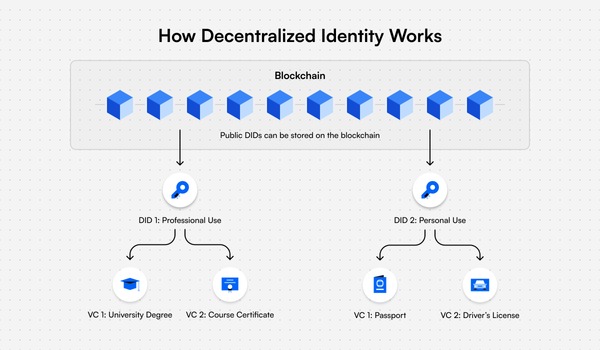 How Decentralized Identity Works
Blockchain
Public DIDs can be stored on the blockchain
DID 1: Professional Use
DID 2: Personal Use
VC 1: University Degree
VC 2: Course Certificate
VC 1: Passport
VC 2: Driver's License